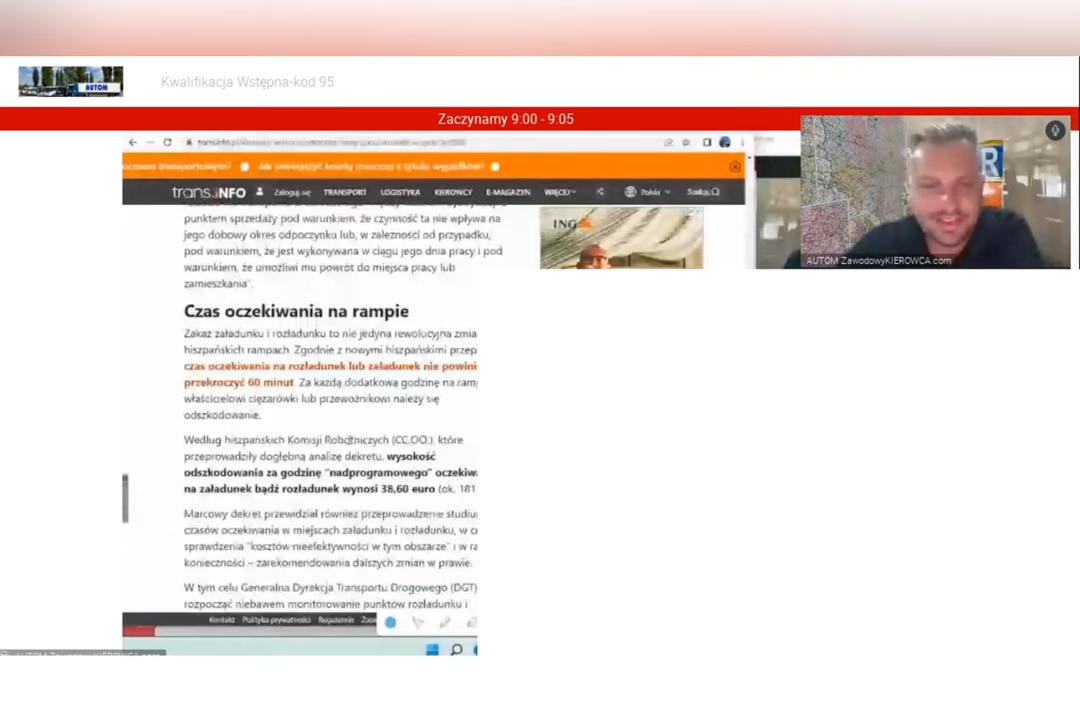 AUTOM
Kwalifikacja Wstępna-kod 95
Zaczynamy 9:00 - 9:05
trans.iNFO Zaloguj się TRANSPORT LOGISTYKA KIEROWCY E-MAGAZYN WIĘCEJ Polski Szukaj
punktem sprzedaży pod warunkiem, że czynność ta nie wpływa na
jego dobowy okres odpoczynku lub, w zależności od przypadku,
pod warunkiem, że jest wykonywana w ciągu jego dnia pracy i pod
warunkiem, że umożliwi mu powrót do miejsca pracy lub
zamieszkania”.
ING
R
AUTOM ZawodowyKIEROWCA.com
Czas oczekiwania na rampie
Zakaz załadunku i rozładunku to nie jedyna rewolucyjna zmia
hiszpańskich rampach. Zgodnie z nowymi hiszpańskimi przep
czas oczekiwania na rozładunek lub załadunek nie powini
przekroczyć 60 minut. Za każdą dodatkową godzinę na ram
właścicielowi ciężarówki lub przewoźnikowi należy się
odszkodowanie.
Według hiszpańskich Komisji Robotniczych (CC.OO.), które
przeprowadziły dogłębną analizę dekretu, wysokość
odszkodowania za godzinę "nadprogramowego" oczekiw
na załadunek bądź rozładunek wynosi 38,60 euro (ok. 181
Marcowy dekret przewidział również przeprowadzenie studiu
czasów oczekiwania w miejscach załadunku i rozładunku, w c
sprawdzenia "kosztów nieefektywności w tym obszarze" i w ra
konieczności – zarekomendowania dalszych zmian w prawie.
W tym celu Generalna Dyrekcja Transportu Drogowego (DGT)
rozpocząć niebawem monitorowanie punktów rozładunku i
Kontakt Polityka prywatności Regulamin
AUTOM ZawodowyKIEROWCA.com